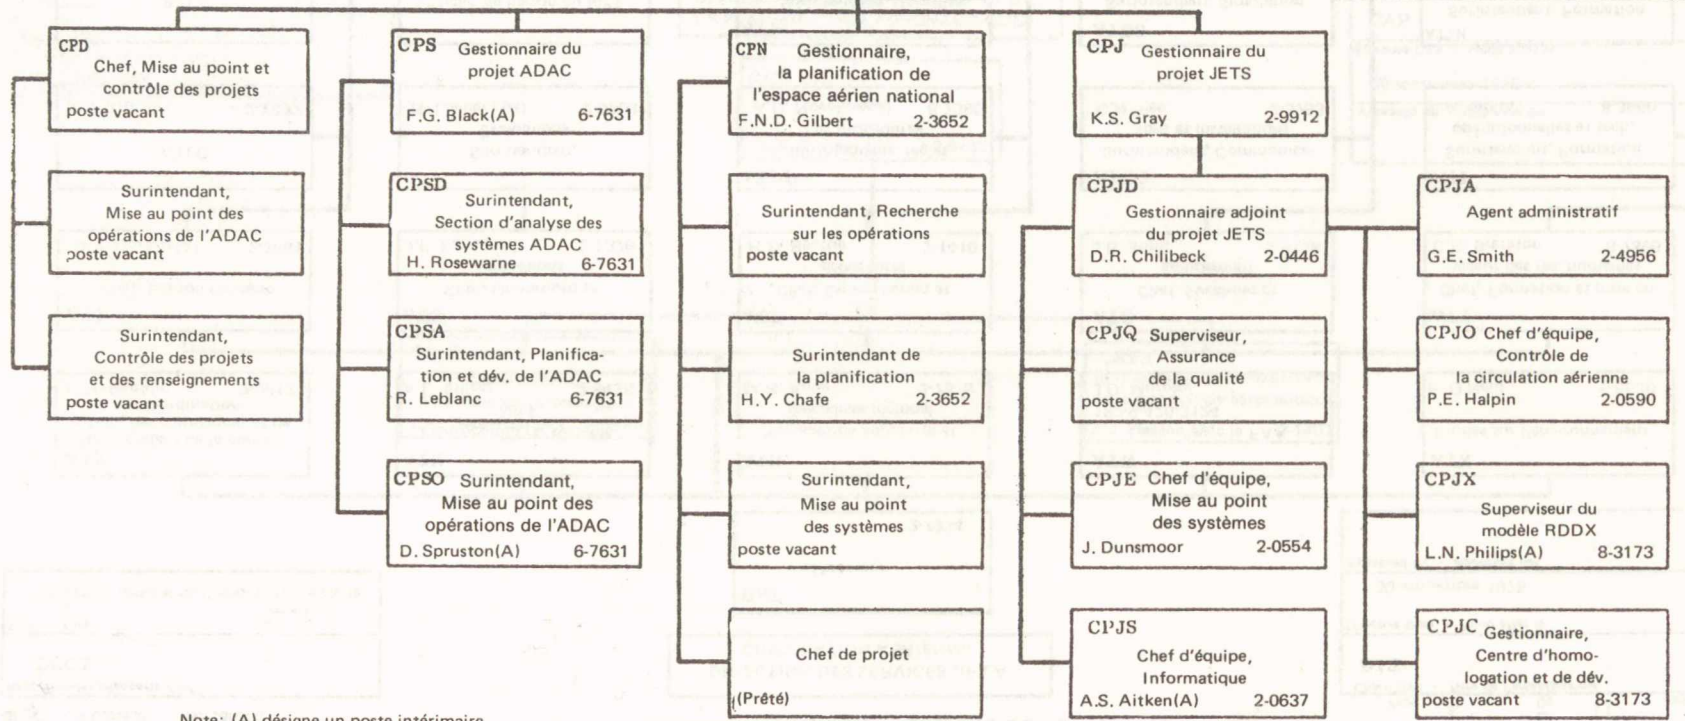 CPD
Chef, Mise au point et
contrôle des projets
poste vacant
Surintendant,
Mise au point des
opérations de l'ADAC
poste vacant
Surintendant,
Contrôle des projets
et des renseignements
poste vacant
CPS Gestionnaire du
projet ADAC
F.G. Black(A) 6-7631
CPSD
Surintendant,
Section d'analyse des
systèmes ADAC
H. Rosewarne 6-7631
CPSA
Surintendant, Planifica-
tion et dév. de l'ADAC
R. Leblanc 6-7631
CPSO Surintendant,
Mise au point des
opérations de l'ADAC
D. Spruston(A) 6-7631
CPN Gestionnaire,
la planification de
l'espace aérien national
F.N.D. Gilbert 2-3652
Surintendant, Recherche
sur les opérations
poste vacant
Surintendant de
la planification
H.Y. Chafe 2-3652
Surintendant,
Mise au point
des systèmes
poste vacant
Chef de projet
(Prêté)
CPJ Gestionnaire du
projet JETS
K.S. Gray 2-9912
CPJD
Gestionnaire adjoint
du projet JETS
D.R. Chilibeck 2-0446
CPJQ Superviseur,
Assurance
de la qualité
poste vacant
CPJE Chef d'équipe,
Mise au point
des systèmes
J. Dunsmoor 2-0554
CPJS
Chef d'équipe,
Informatique
A.S. Aitken(A) 2-0637
CPJA
Agent administratif
G.E. Smith 2-4956
CPJO Chef d'équipe,
Contrôle de
la circulation aérienne
P.E. Halpin 2-0590
CPJX
Superviseur du
modèle RDDX
L.N. Philips(A) 8-3173
CPJC Gestionnaire,
Centre d'homo-
logation et de dév.
poste vacant 8-3173
Note: (A) désigne un poste intérimaire